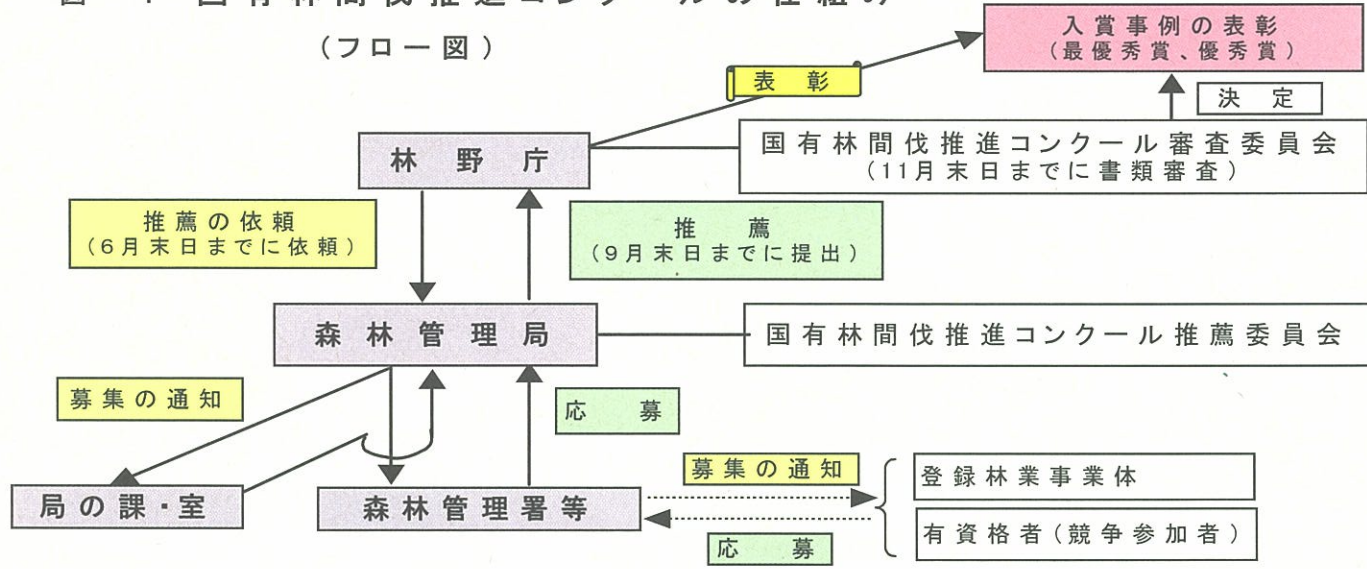 (フロー図)
入賞事例の表彰
(最優秀賞、優秀賞)
表 彰
決 定
林 野 庁
国有林間伐推進コンクール審査委員会
(11月末日までに書類審査)
推薦の依頼
(6月末日までに依頼)
推 薦
(9月末日までに提出)
森林管理局
国有林間伐推進コンクール推薦委員会
募集の通知
応 募
募集の通知
登録林業事業体
局の課・室
森林管理署等
有資格者(競争参加者)
応 募